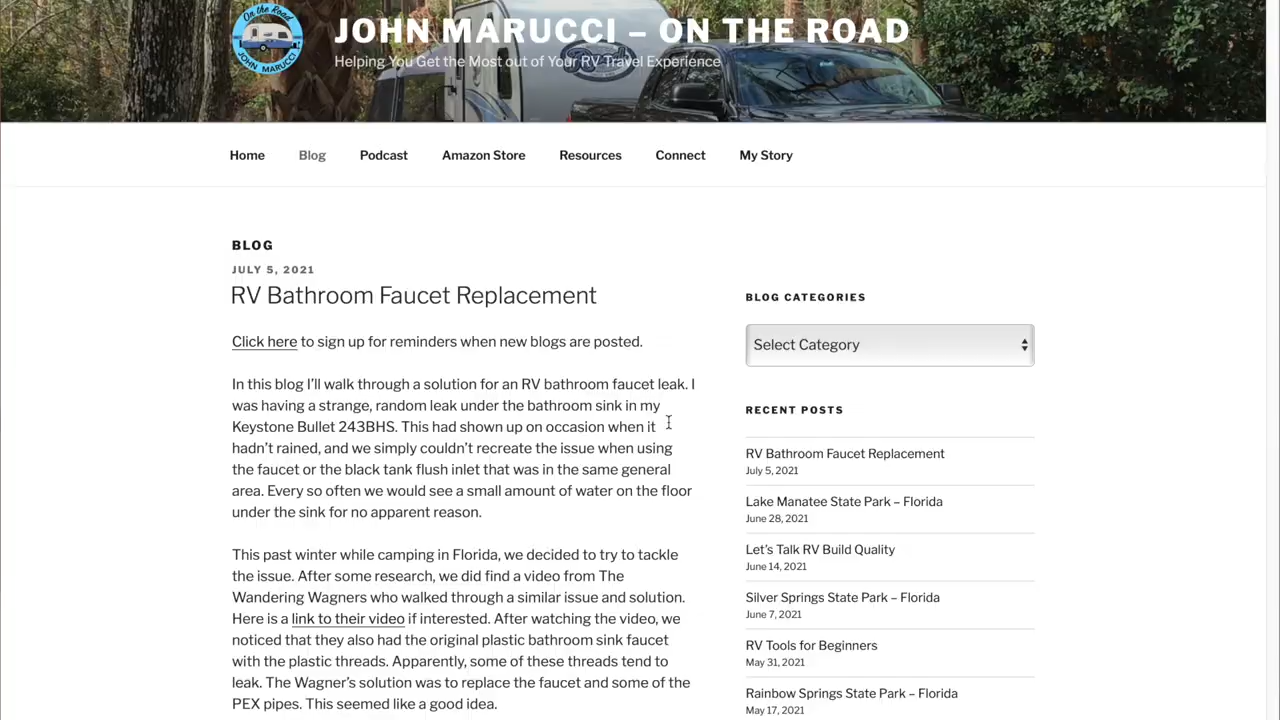 On the Road
JOHN MARUCCI
JOHN MARUCCI – ON THE ROAD
Helping You Get the Most out of Your RV Travel Experience
Home Blog Podcast Amazon Store Resources Connect My Story
BLOG
JULY 5, 2021
RV Bathroom Faucet Replacement
Click here to sign up for reminders when new blogs are posted.
In this blog I’ll walk through a solution for an RV bathroom faucet leak. I
was having a strange, random leak under the bathroom sink in my
Keystone Bullet 243BHS. This had shown up on occasion when it
hadn’t rained, and we simply couldn’t recreate the issue when using
the faucet or the black tank flush inlet that was in the same general
area. Every so often we would see a small amount of water on the floor
under the sink for no apparent reason.
This past winter while camping in Florida, we decided to try to tackle
the issue. After some research, we did find a video from The
Wandering Wagners who walked through a similar issue and solution.
Here is a link to their video if interested. After watching the video, we
noticed that they also had the original plastic bathroom sink faucet
with the plastic threads. Apparently, some of these threads tend to
leak. The Wagner’s solution was to replace the faucet and some of the
PEX pipes. This seemed like a good idea.
BLOG CATEGORIES
Select Category
RECENT POSTS
RV Bathroom Faucet Replacement
July 5, 2021
Lake Manatee State Park – Florida
June 28, 2021
Let’s Talk RV Build Quality
June 14, 2021
Silver Springs State Park – Florida
June 7, 2021
RV Tools for Beginners
May 31, 2021
Rainbow Springs State Park – Florida
May 17, 2021